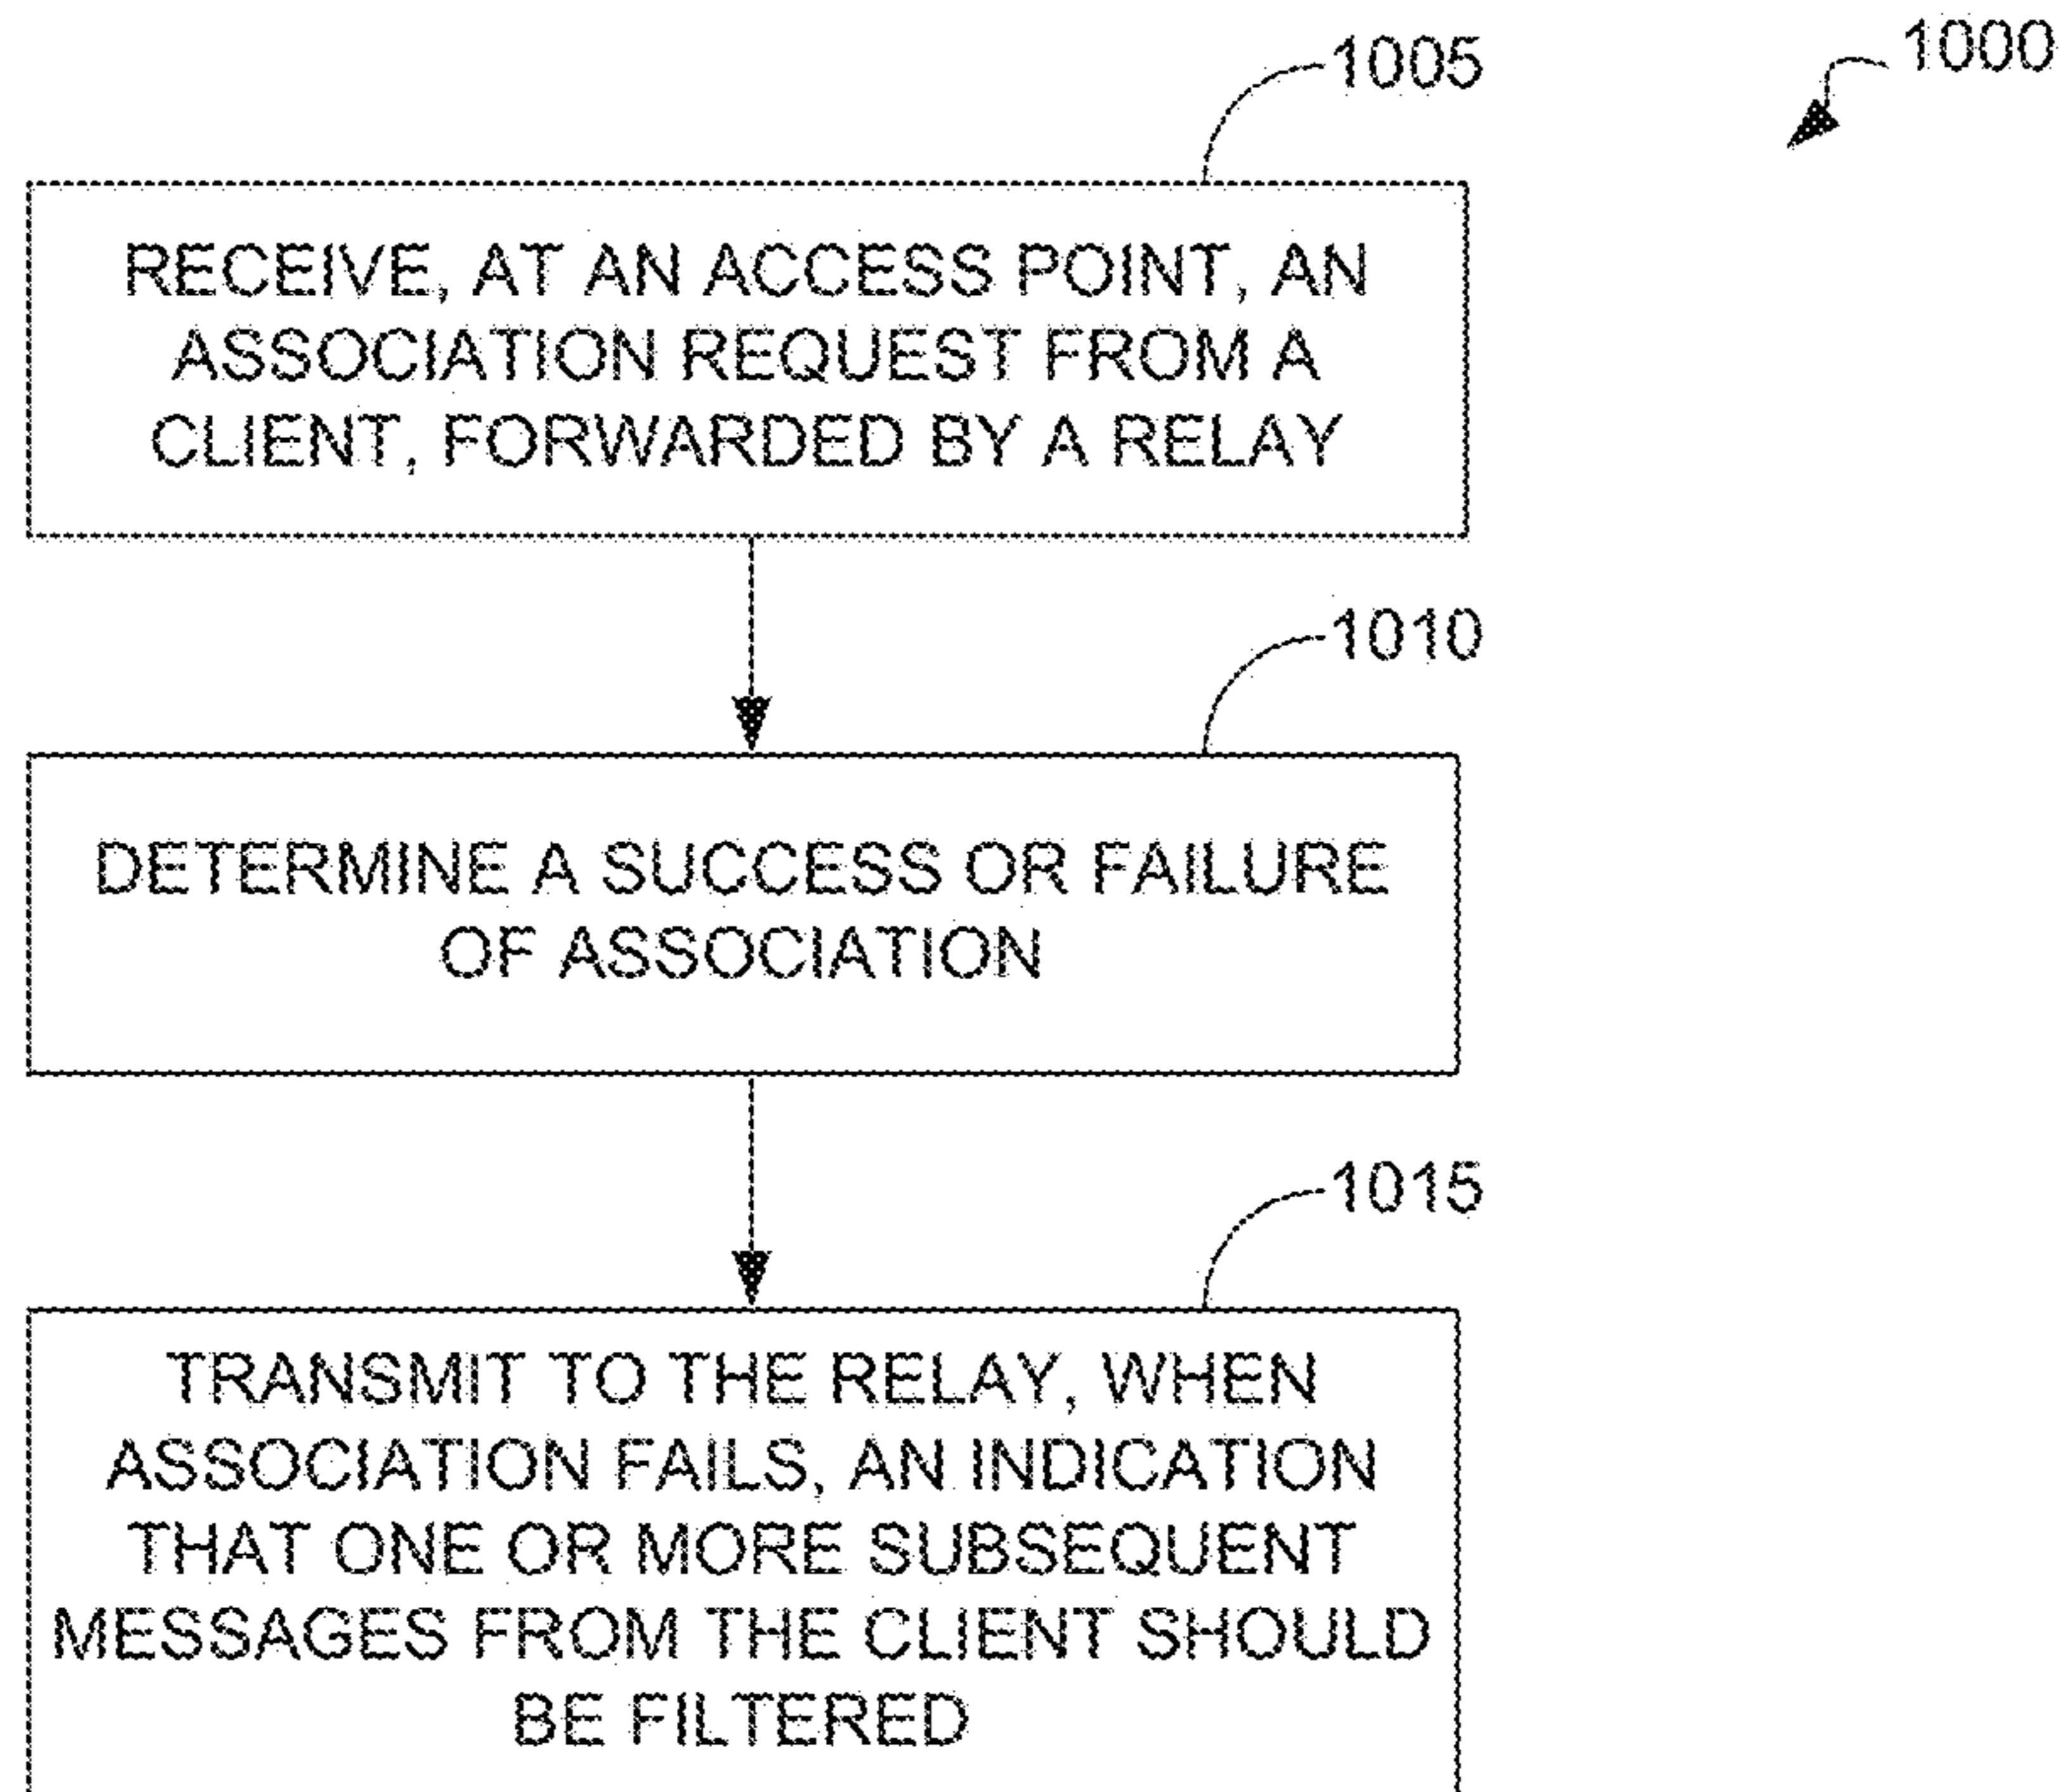 1000
1005
RECEIVE, AT AN ACCESS POINT, AN
ASSOCIATION REQUEST FROM A
CLIENT, FORWARDED BY A RELAY
1010
DETERMINE A SUCCESS OR FAILURE
OF ASSOCIATION
1015
TRANSMIT TO THE RELAY, WHEN
ASSOCIATION FAILS, AN INDICATION
THAT ONE OR MORE SUBSEQUENT
MESSAGES FROM THE CLIENT SHOULD
BE FILTERED